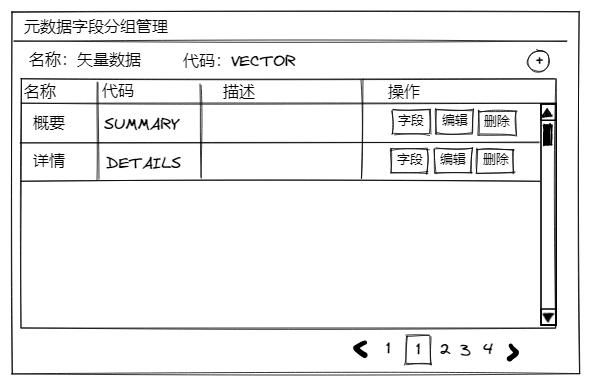 元数据字段分组管理
名称：矢量数据 代码：VECTOR +
名称 代码 描述 操作
概要 SUMMARY 字段 编辑 删除
详情 DETAILS 字段 编辑 删除
< 1 1 2 3 4 >